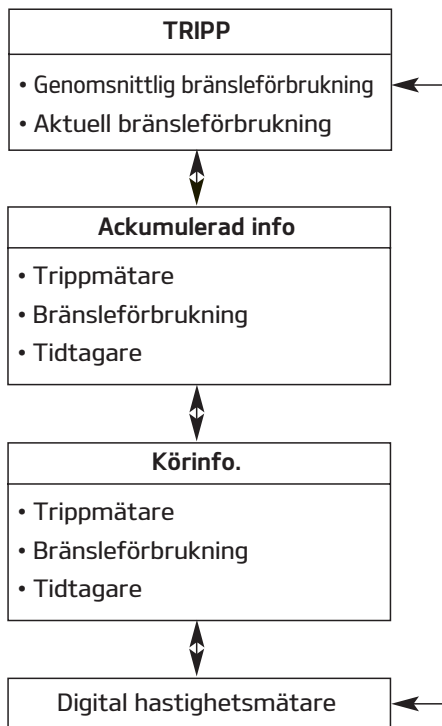 TRIPP
• Genomsnittlig bränsleförbrukning
• Aktuell bränsleförbrukning
Ackumulerad info
• Trippmätare
• Bränsleförbrukning
• Tidtagare
Körinfo.
• Trippmätare
• Bränsleförbrukning
• Tidtagare
Digital hastighetsmätare